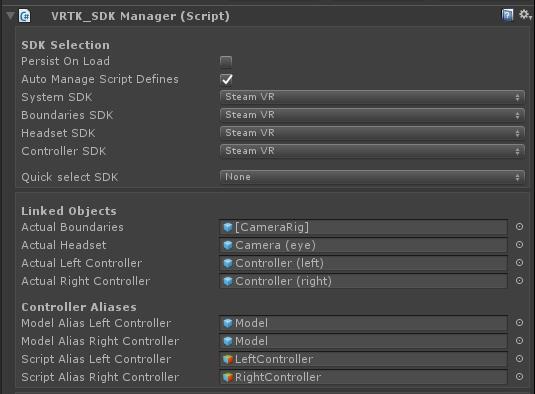 VRTK_SDK Manager (Script)
SDK Selection
Persist On Load
Auto Manage Script Defines
System SDK Steam VR
Boundaries SDK Steam VR
Headset SDK Steam VR
Controller SDK Steam VR
Quick select SDK None
Linked Objects
Actual Boundaries [CameraRig]
Actual Headset Camera (eye)
Actual Left Controller Controller (left)
Actual Right Controller Controller (right)
Controller Aliases
Model Alias Left Controller Model
Model Alias Right Controller Model
Script Alias Left Controller LeftController
Script Alias Right Controller RightController